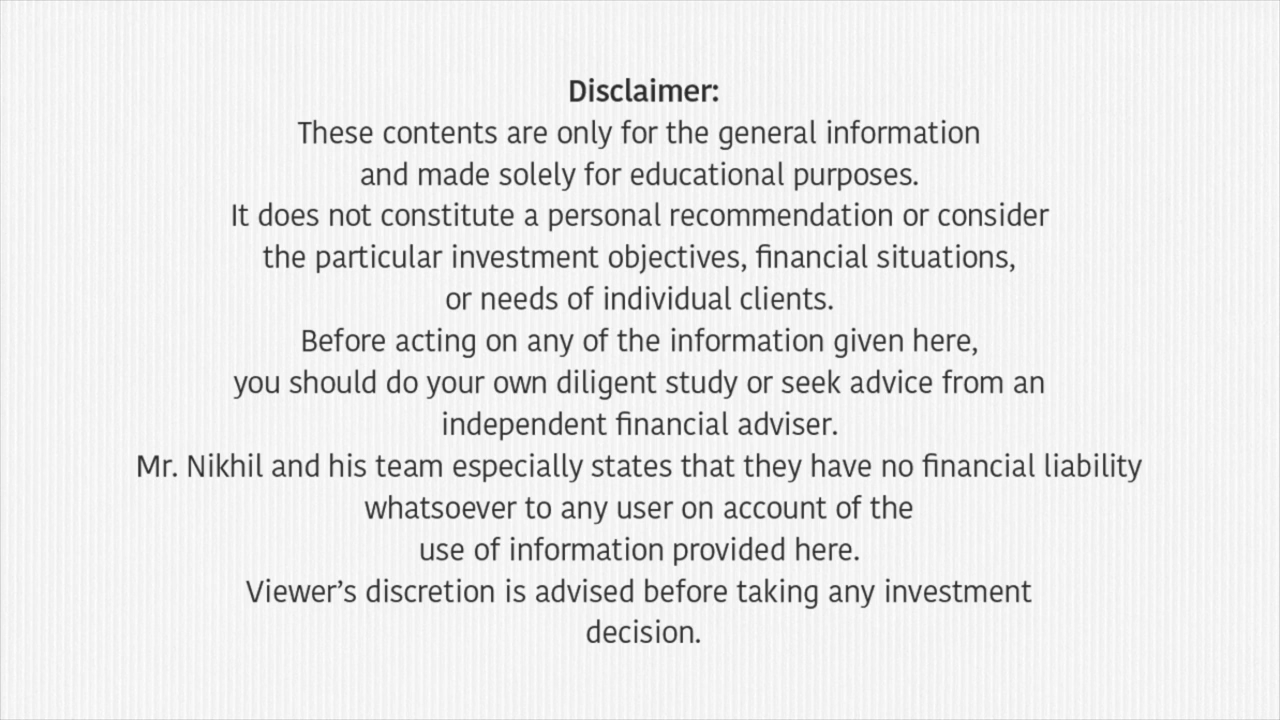 Disclaimer:
These contents are only for the general information
and made solely for educational purposes.
It does not constitute a personal recommendation or consider
the particular investment objectives, financial situations,
or needs of individual clients.
Before acting on any of the information given here,
you should do your own diligent study or seek advice from an
independent financial adviser.
Mr. Nikhil and his team especially states that they have no financial liability
whatsoever to any user on account of the
use of information provided here.
Viewer’s discretion is advised before taking any investment
decision.